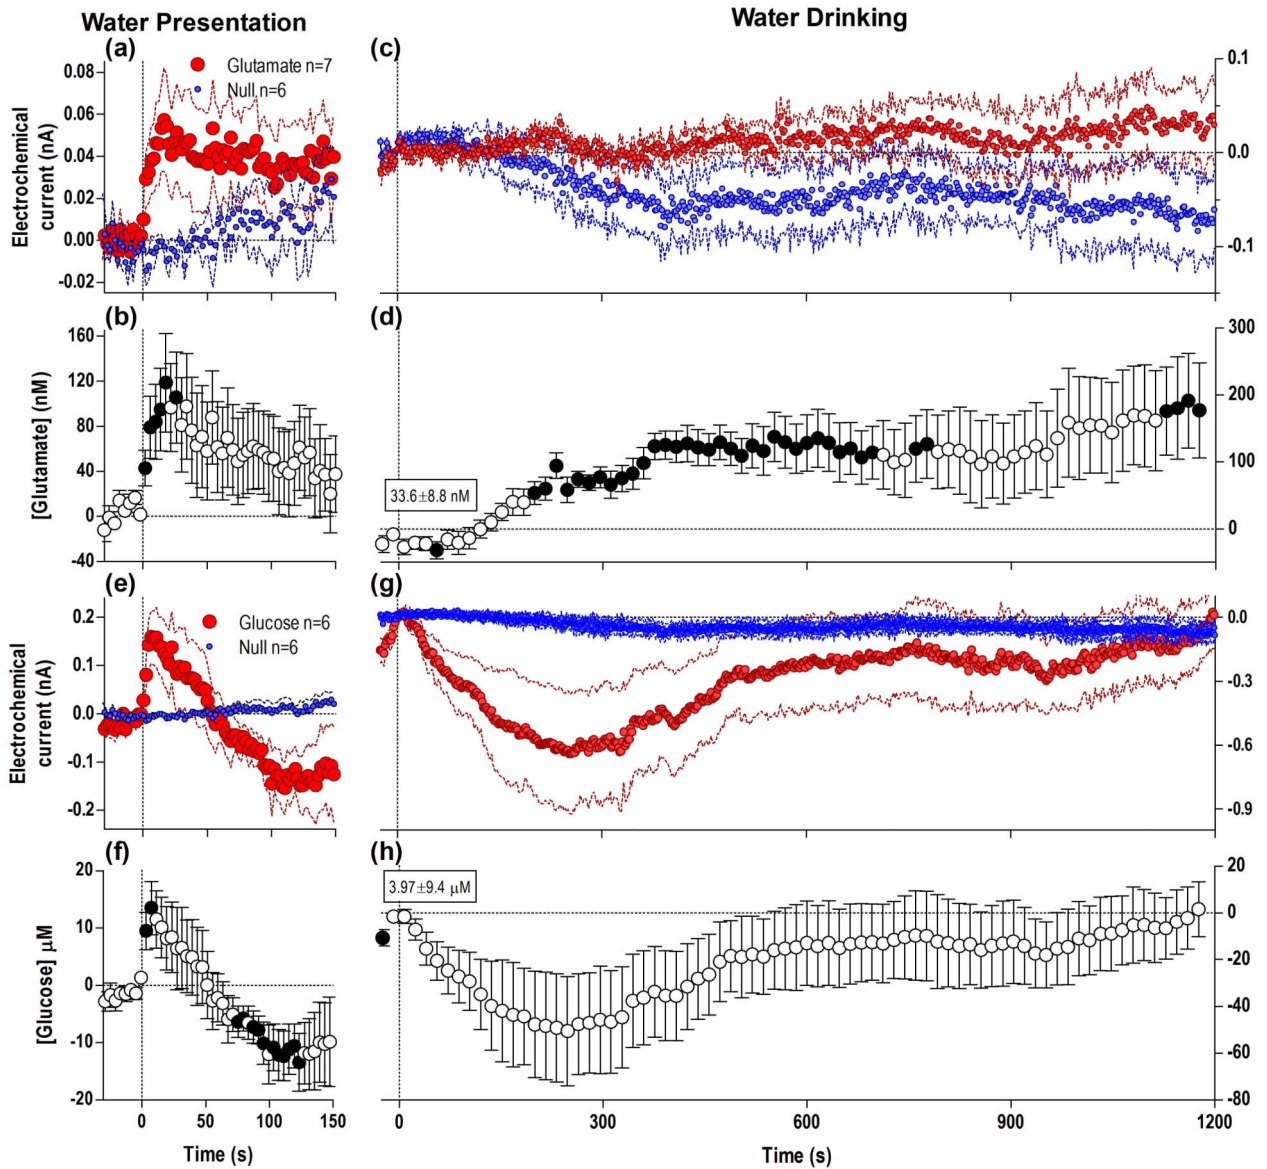 Water Presentation
Water Drinking
(a)
(c)
Glutamate n=7
Null n=6
Electrochemical
current (nA)
0.08
0.06
0.04
0.02
0.00
-0.02
0.1
0.0
-0.1
(b)
(d)
[Glutamate] (nM)
160
120
80
40
0
-40
33.6±8.8 nM
300
200
100
0
(e)
(g)
Glucose n=6
Null n=6
Electrochemical
current (nA)
0.2
0.1
0.0
-0.1
-0.2
0.0
-0.3
-0.6
-0.9
(f)
(h)
[Glucose] μM
20
10
0
-10
-20
3.97±9.4 μM
20
0
-20
-40
-60
-80
0 50 100 150
0 300 600 900 1200
Time (s)
Time (s)